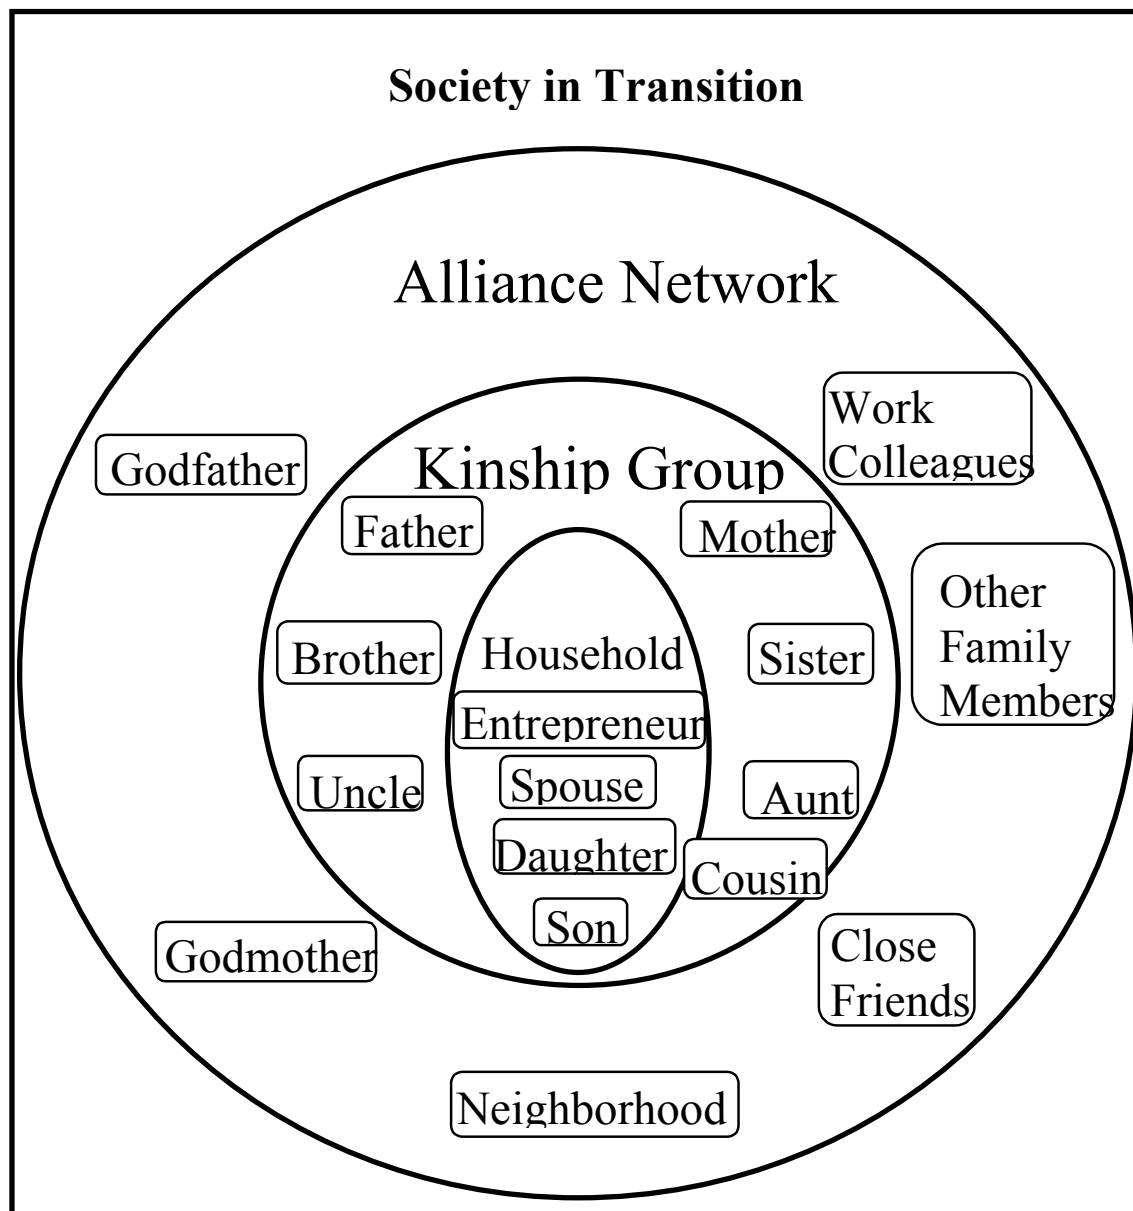 Society in Transition
Alliance Network
Work
Colleagues
Godfather
Kinship Group
Father
Mother
Other
Family
Members
Brother
Household
Sister
Entrepreneur
Uncle
Spouse
Aunt
Daughter
Cousin
Son
Godmother
Close
Friends
Neighborhood